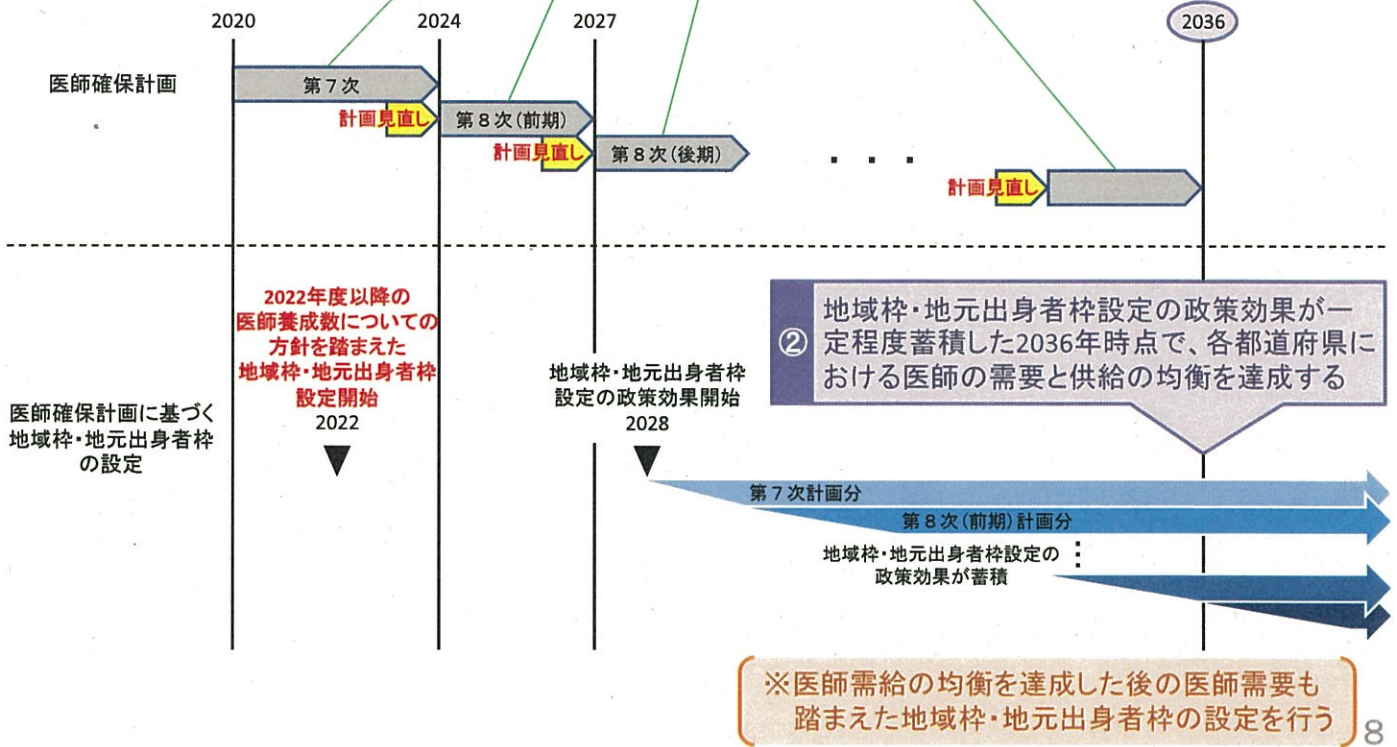 2020
2024
2027
2036
医師確保計画
第7次
計画見直し
第8次(前期)
計画見直し
第8次(後期)
・・・
計画見直し
2022年度以降の
医師養成数についての
方針を踏まえた
地域枠・地元出身者枠
設定開始
2022
地域枠・地元出身者枠
設定の政策効果開始
2028
② 地域枠・地元出身者枠設定の政策効果が一
定程度蓄積した2036年時点で、各都道府県に
おける医師の需要と供給の均衡を達成する
医師確保計画に基づく
地域枠・地元出身者枠
の設定
第7次計画分
第8次(前期)計画分
地域枠・地元出身者枠設定の
政策効果が蓄積
※医師需給の均衡を達成した後の医師需要も
踏まえた地域枠・地元出身者枠の設定を行う
8